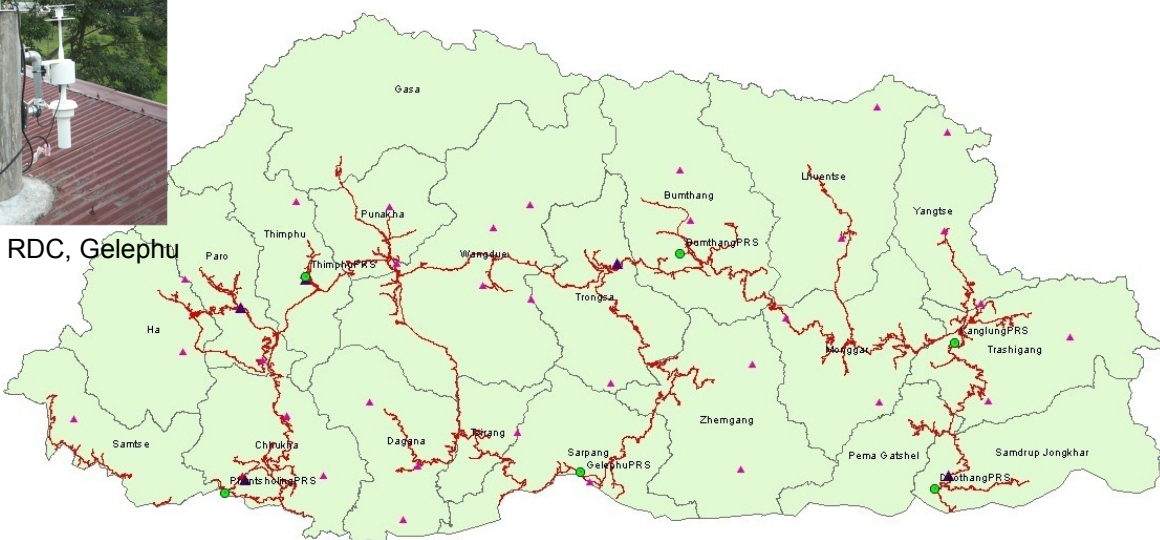 Gasa
Lhuentse
Bumthang
Yangtse
Punakha
Thimphu
RDC, Gelephu
BumthangPRS
Wangdue
Paro
ThimphuPRS
Trongsa
Ha
KanglungPRS
Monggar
Trashigang
Zhemgang
Tsirang
Dagana
Chhukha
Samtse
Sarpang
Samdrup Jongkhar
Pema Gatshel
GelephuPRS
PhuntsholingPRS